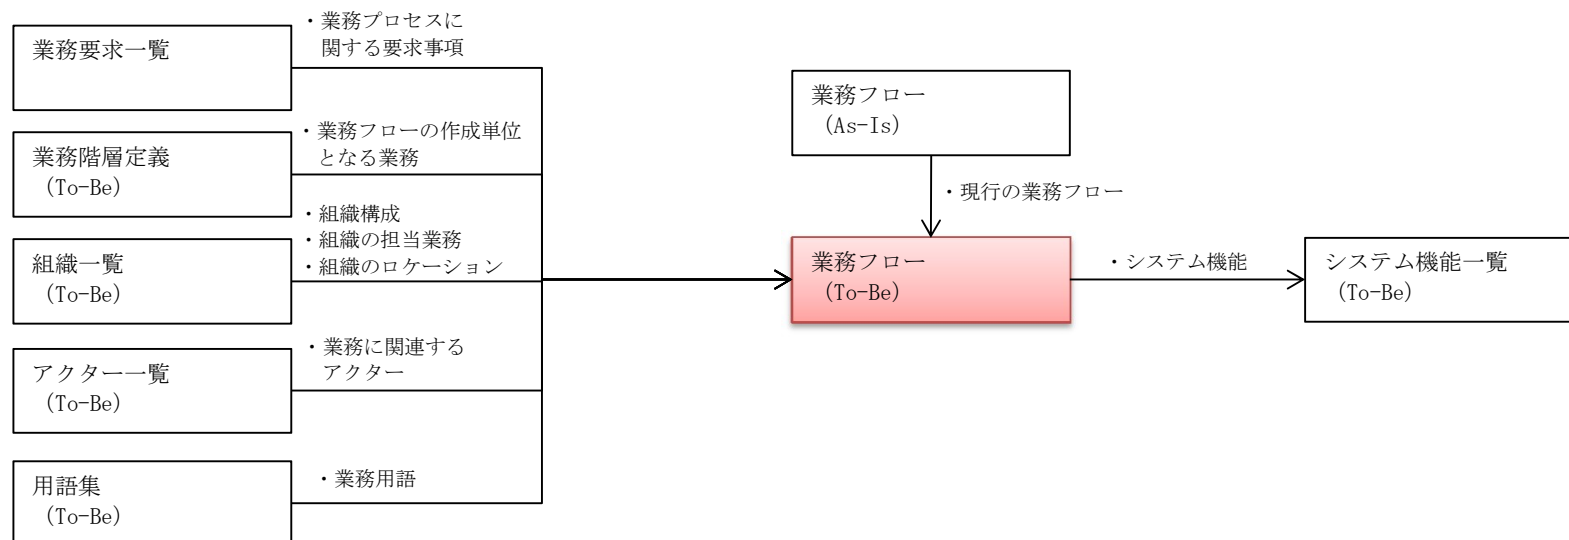 業務要求一覧
・業務プロセスに
関する要求事項
業務階層定義
（To-Be）
・業務フローの作成単位
となる業務
組織一覧
（To-Be）
・組織構成
・組織の担当業務
・組織のロケーション
アクター一覧
（To-Be）
・業務に関連する
アクター
用語集
（To-Be）
・業務用語
業務フロー
（As-Is）
・現行の業務フロー
業務フロー
（To-Be）
・システム機能
システム機能一覧
（To-Be）